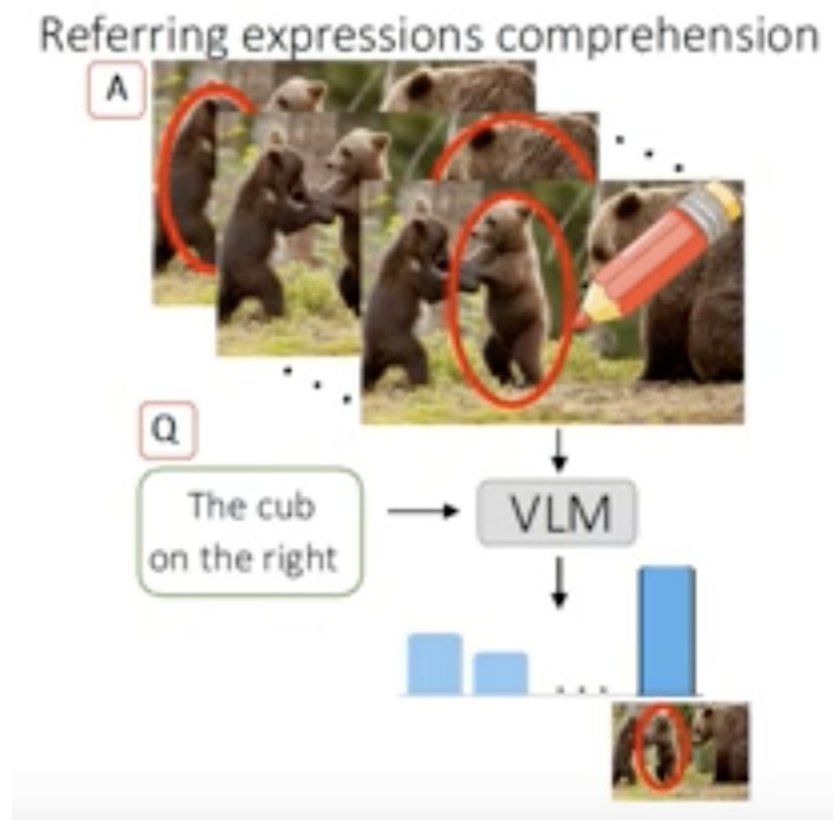 Referring expressions comprehension
A
Q
The cub
on the right
VLM